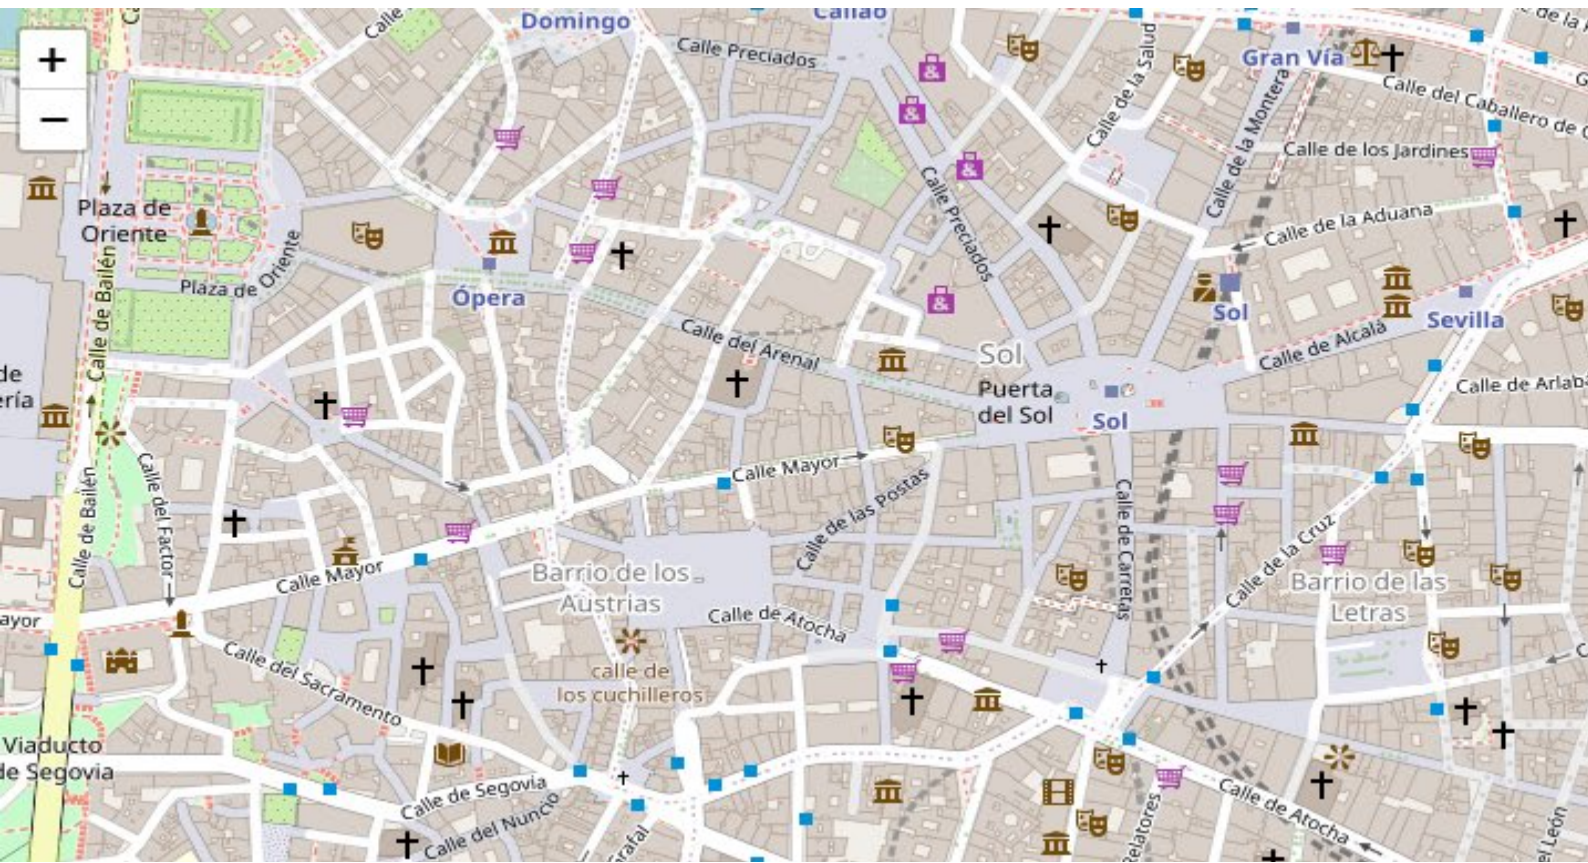 +
−
Domingo
Callao
Calle Preciados
Calle de la Salud
Gran Vía
Calle del Caballero de
Calle de la Montera
Calle de los Jardines
Plaza de
Oriente
Calle Preciados
Calle de la Aduana
Plaza de Oriente
Calle de Bailén
Ópera
Sol
Sevilla
Calle del Arenal
Calle de Alcalá
Sol
Puerta
del Sol
Sol
de
ería
Calle de Arlabá
Calle Mayor
Calle de las Postas
Calle del Factor
Calle de Bailén
Calle de Carretas
Calle de la Cruz
Calle Mayor
Barrio de los
Austrias
Barrio de las
Letras
ayor
Calle de Atocha
Calle del Sacramento
calle de
los cuchilleros
Viaducto
de Segovia
Calle de Segovia
Calle del Nuncio
Relatores
Calle de Atocha